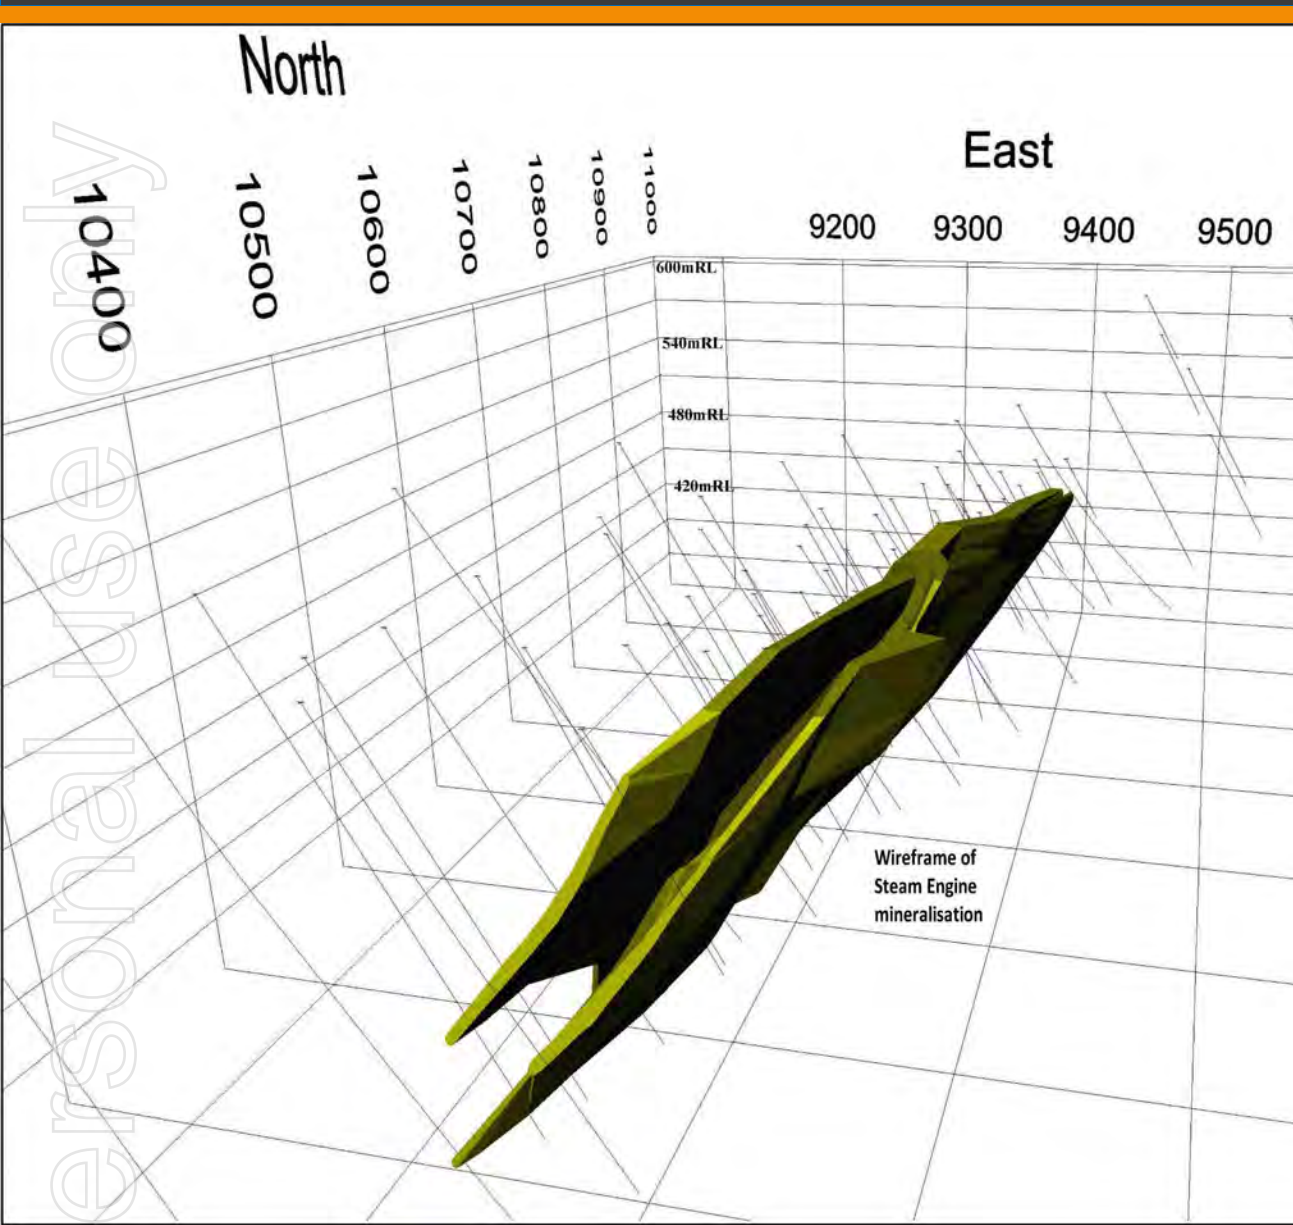 North
East
10400
10500
10600
10700
10800
10900
11000
9200
9300
9400
9500
600mRL
540mRL
480mRL
420mRL
Wireframe of
Steam Engine
mineralisation
ersonal use only